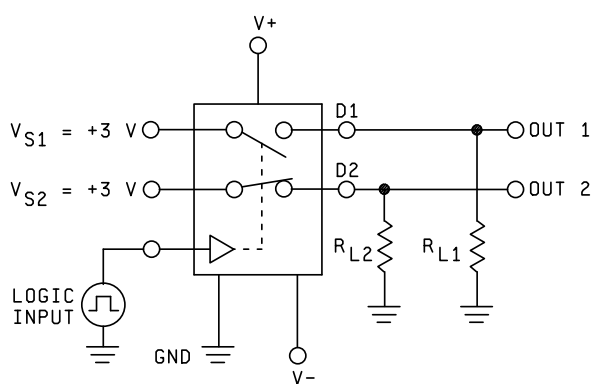 V+
V S1 = +3 V
D1
OUT 1
V S2 = +3 V
D2
OUT 2
R L2
R L1
LOGIC
INPUT
GND
V-